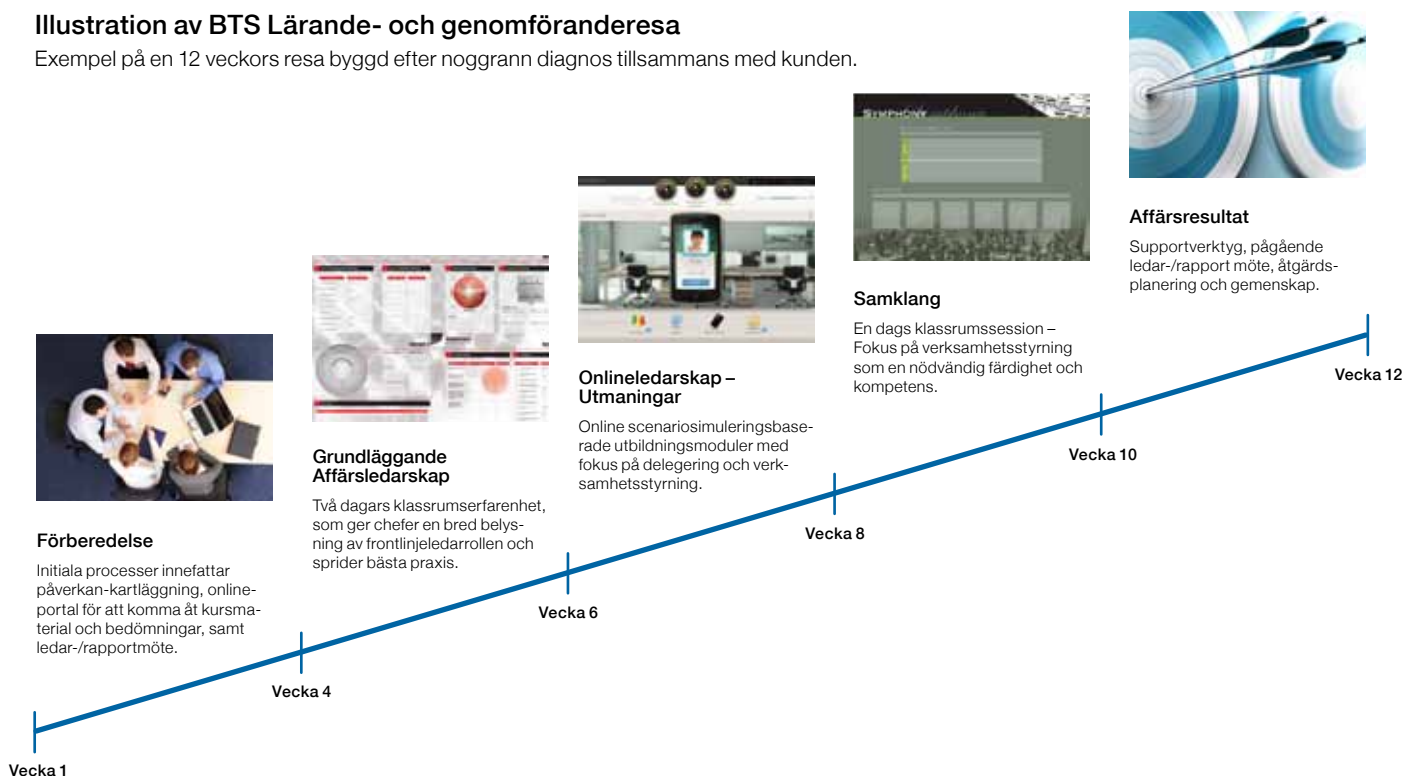 Illustration av BTS Lärande- och genomföranderesa
Exempel på en 12 veckors resa byggd efter noggrann diagnos tillsammans med kunden.
Förberedelse
Initiala processer innefattar
påverkan-kartläggning, online-
portal för att komma åt kursma-
terial och bedömningar, samt
ledar-/rapportmöte.
Grundläggande
Affärsledarskap
Två dagars klassrumserfarenhet,
som ger chefer en bred belys-
ning av frontlinjeledarrollen och
sprider bästa praxis.
Onlineledarskap –
Utmaningar
Online scenariosimuleringsbase-
rade utbildningsmoduler med
fokus på delegering och verk-
samhetsstyrning.
SYMPHONY
Samklang
En dags klassrumssession –
Fokus på verksamhetsstyrning
som en nödvändig färdighet och
kompetens.
Affärsresultat
Supportverktyg, pågående
ledar-/rapport möte, åtgärds-
planering och gemenskap.
Vecka 1
Vecka 4
Vecka 6
Vecka 8
Vecka 10
Vecka 12